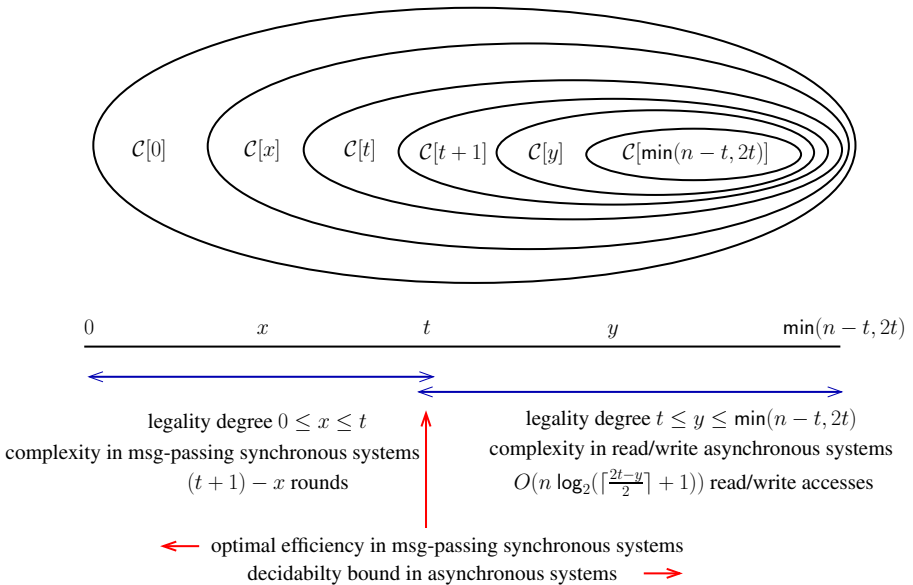 𝒞[0] 𝒞[x] 𝒞[t] 𝒞[t + 1] 𝒞[y] 𝒞[min(n − t, 2t)]
0 x t y min(n − t, 2t)
legality degree 0 ≤ x ≤ t
complexity in msg-passing synchronous systems
(t + 1) − x rounds
legality degree t ≤ y ≤ min(n − t, 2t)
complexity in read/write asynchronous systems
O(n log₂(⌈\frac{2t−y}{2}⌉ + 1)) read/write accesses
optimal efficiency in msg-passing synchronous systems
decidabilty bound in asynchronous systems